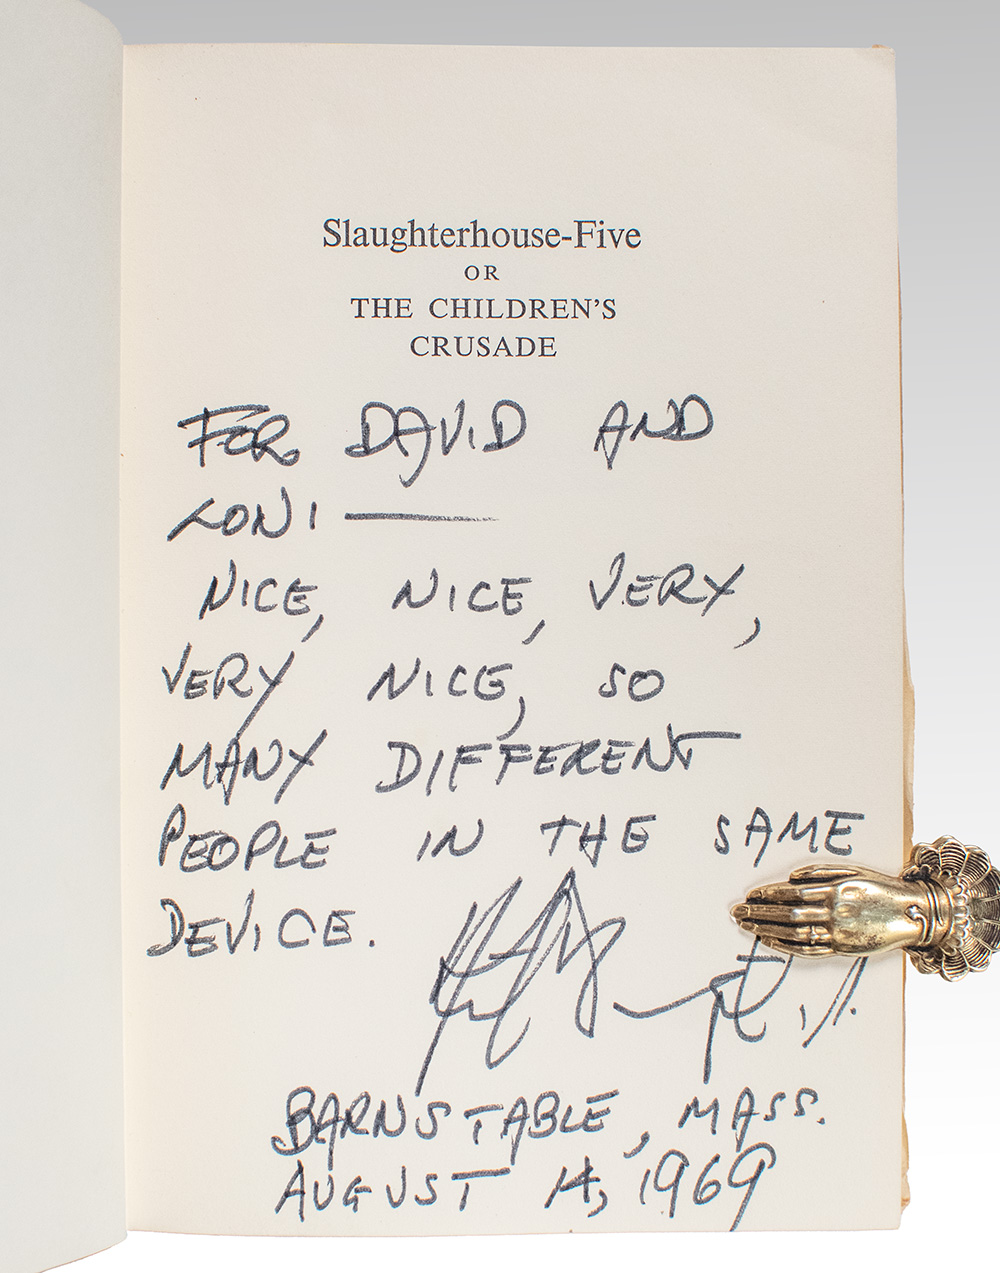 Slaughterhouse-Five
OR
THE CHILDREN'S
CRUSADE
FOR DAVID AND
LONI —
NICE, NICE, VERY,
VERY NICE, SO
MANY DIFFERENT
PEOPLE IN THE SAME
DEVICE.
BARNSTABLE, MASS.
AUGUST 14, 1969